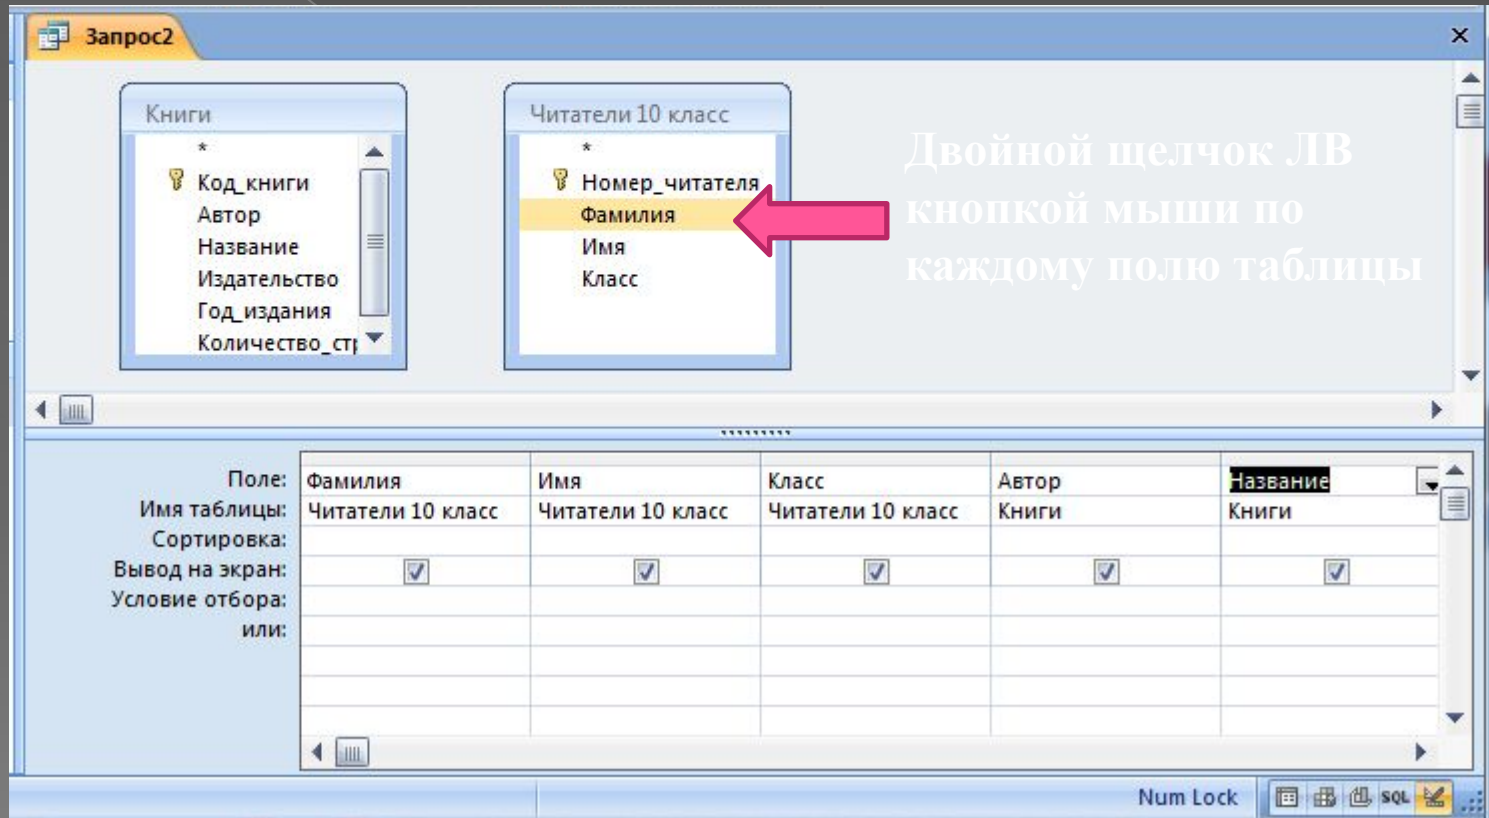 Запрос2
Книги
*
Код_книги
Автор
Название
Издательство
Год_издания
Количество_стр
Читатели 10 класс
*
Номер_читателя
Фамилия
Имя
Класс
Двойной щелчок ЛВ
кнопкой мыши по
каждому полю таблицы
Поле: Фамилия Имя Класс Автор Название
Имя таблицы: Читатели 10 класс Читатели 10 класс Читатели 10 класс Книги Книги
Сортировка:
Вывод на экран:
Условие отбора:
или:
Num Lock SQL